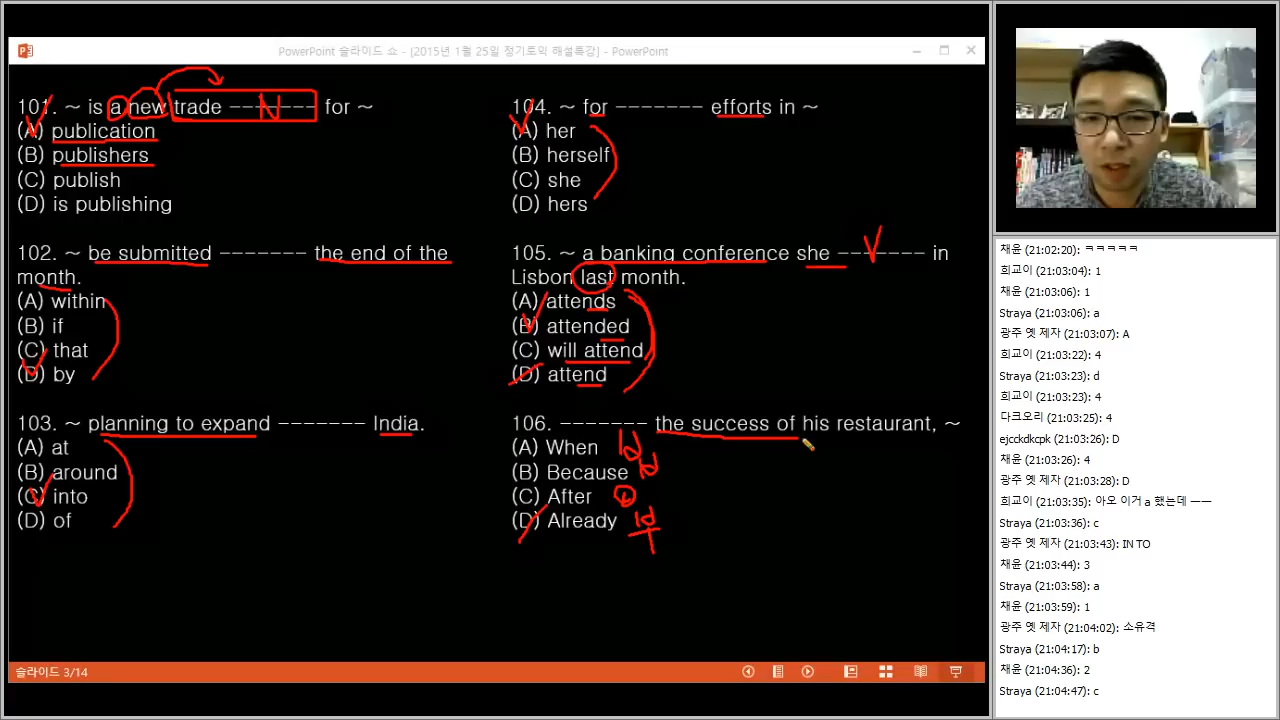 PowerPoint 슬라이드 쇼 - [2015년 1월 25일 정기토익 해설특강] - PowerPoint
101. ~ is a new trade ------- for ~
N
(A) publication
(B) publishers
(C) publish
(D) is publishing
102. ~ be submitted ------- the end of the
month.
(A) within
(B) if
(C) that
(D) by
103. ~ planning to expand ------- India.
(A) at
(B) around
(C) into
(D) of
104. ~ for ------- efforts in ~
(A) her
(B) herself
(C) she
(D) hers
105. ~ a banking conference she ------- in
V
Lisbon last month.
(A) attends
(B) attended
(C) will attend
(D) attend
106. ------- the success of his restaurant, ~
(A) When
(B) Because
(C) After
(D) Already
슬라이드 3/14
채윤 (21:02:20): ㅋㅋㅋㅋㅋ
희교이 (21:03:04): 1
채윤 (21:03:06): 1
Straya (21:03:06): a
광주 옛 제자 (21:03:07): A
희교이 (21:03:22): 4
Straya (21:03:23): d
희교이 (21:03:23): 4
다크오리 (21:03:25): 4
ejcckdkcpk (21:03:26): D
채윤 (21:03:26): 4
광주 옛 제자 (21:03:28): D
희교이 (21:03:35): 아오 이거 a 했는데 ㅡㅡ
Straya (21:03:36): c
광주 옛 제자 (21:03:43): IN TO
채윤 (21:03:44): 3
Straya (21:03:58): a
채윤 (21:03:59): 1
광주 옛 제자 (21:04:02): 소유격
Straya (21:04:17): b
채윤 (21:04:36): 2
Straya (21:04:47): c